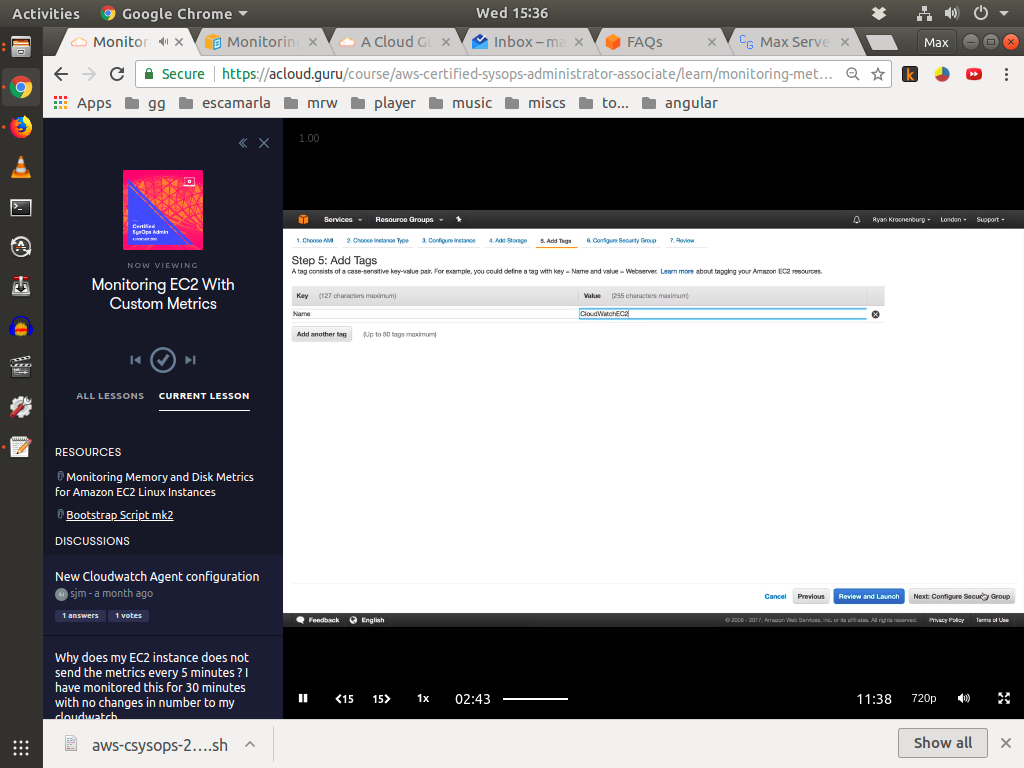 Activities Google Chrome Wed 15:36
Monitor Monitorin A Cloud Gu Inbox – ma FAQs Max Serve Max
Secure https://acloud.guru/course/aws-certified-sysops-administrator-associate/learn/monitoring-met...
Apps gg escamarla mrw player music miscs to... angular
1.00
Certified
SysOps Admin
NOW VIEWING
Monitoring EC2 With
Custom Metrics
ALL LESSONS CURRENT LESSON
RESOURCES
Monitoring Memory and Disk Metrics
for Amazon EC2 Linux Instances
Bootstrap Script mk2
DISCUSSIONS
New Cloudwatch Agent configuration
sjm - a month ago
1 answers 1 votes
Why does my EC2 instance does not
send the metrics every 5 minutes ? I
have monitored this for 30 minutes
with no changes in number to my
cloudwatch
Services Resource Groups Ryan Kroonenburg London Support
1. Choose AMI 2. Choose Instance Type 3. Configure Instance 4. Add Storage 5. Add Tags 6. Configure Security Group 7. Review
Step 5: Add Tags
A tag consists of a case-sensitive key-value pair. For example, you could define a tag with key = Name and value = Webserver. Learn more about tagging your Amazon EC2 resources.
Key (127 characters maximum) Value (255 characters maximum)
Name CloudWatchEC2
Add another tag (Up to 50 tags maximum)
Cancel Previous Review and Launch Next: Configure Security Group
Feedback English © 2008 - 2017, Amazon Web Services, Inc. or its affiliates. All rights reserved. Privacy Policy Terms of Use
15 15 1x 02:43 11:38 720p
aws-csysops-2....sh Show all